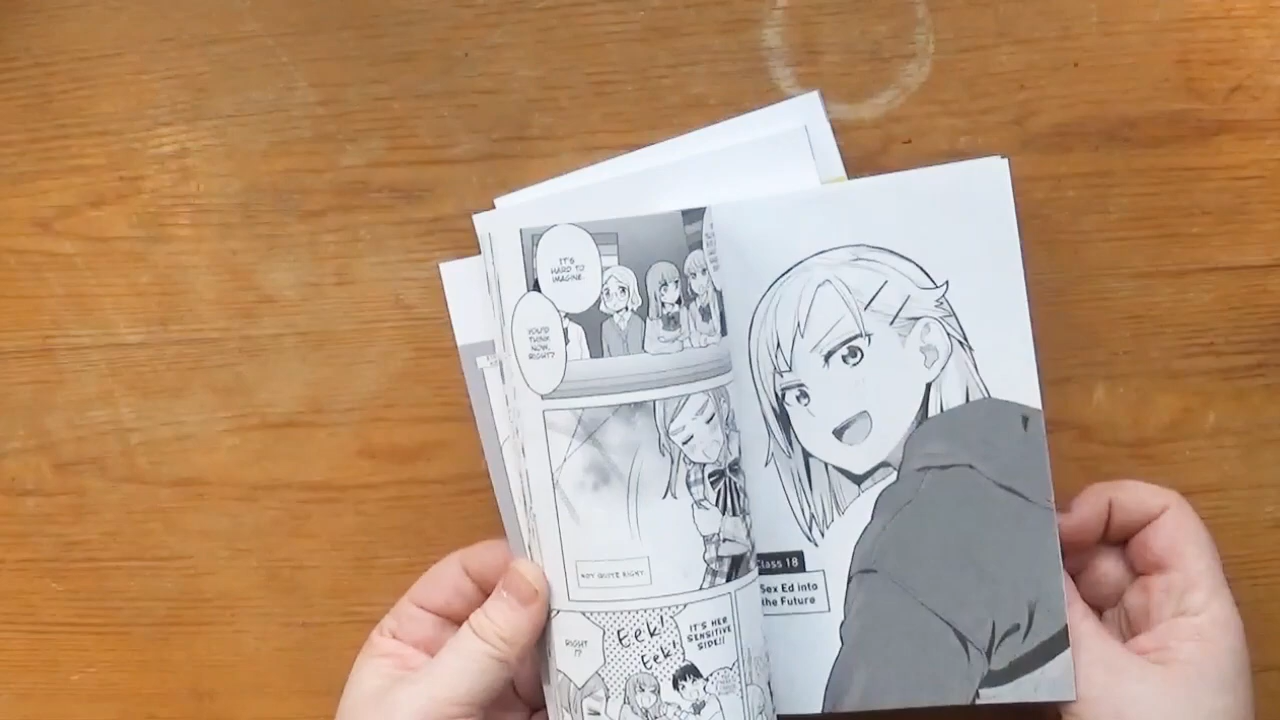 IT'S
HARD TO
IMAGINE
YOU'D
THINK
NOW,
RIGHT?
NOT QUITE RIGHT
RIGHT
!?
Eek!
Eek!
IT'S HER
SENSITIVE
SIDE!!
Class 18
Sex Ed into
the Future